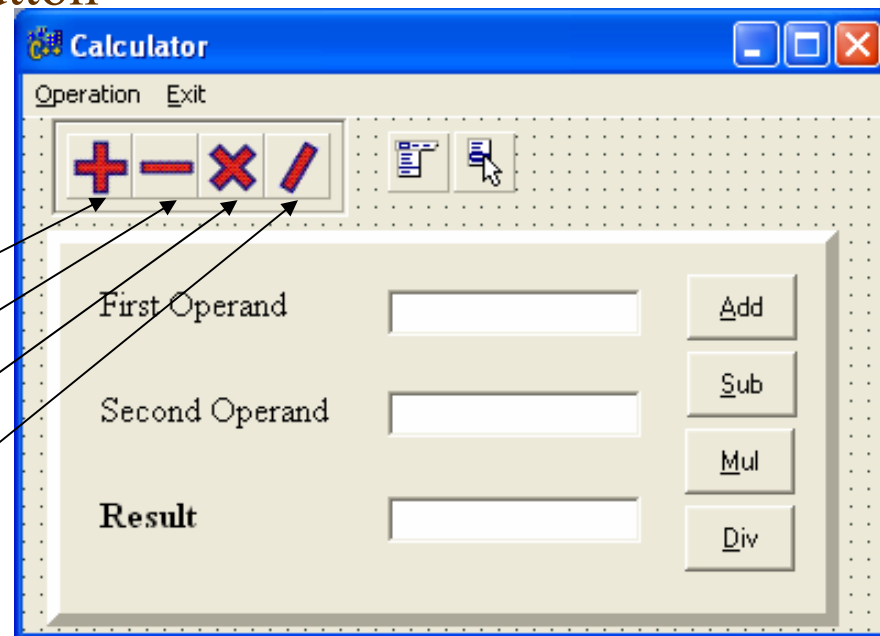 Calculator
Operation Exit
First Operand
Add
Sub
Second Operand
Mul
Result
Div